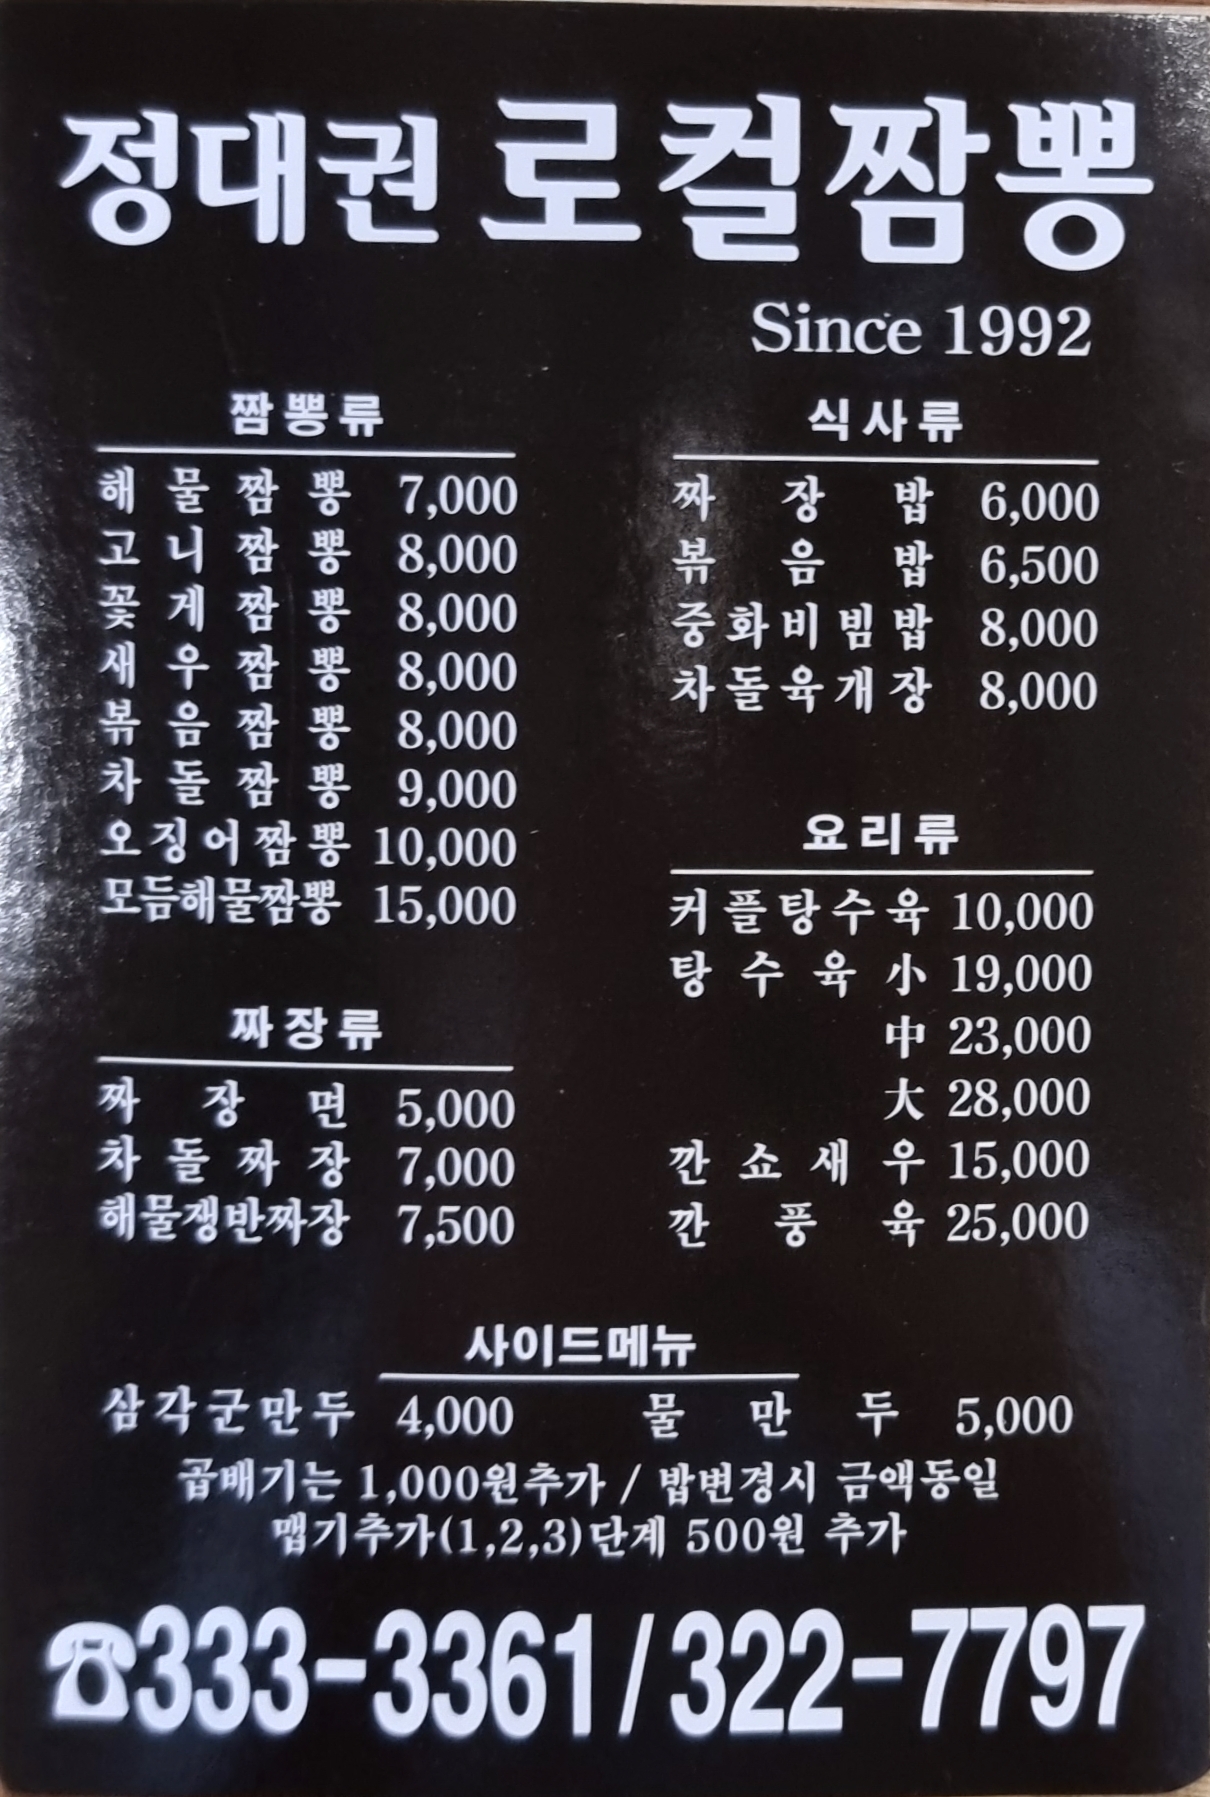 정대권 로컬짬뽕
Since 1992
짬뽕류
해물짬뽕 7,000
고니짬뽕 8,000
꽃게짬뽕 8,000
새우짬뽕 8,000
볶음짬뽕 8,000
차돌짬뽕 9,000
오징어짬뽕 10,000
모듬해물짬뽕 15,000
짜장류
짜장면 5,000
차돌짜장 7,000
해물쟁반짜장 7,500
식사류
짜장밥 6,000
볶음밥 6,500
중화비빔밥 8,000
차돌육개장 8,000
요리류
커플탕수육 10,000
탕수육 小 19,000
中 23,000
大 28,000
깐쇼새우 15,000
깐풍육 25,000
사이드메뉴
삼각군만두 4,000 물만두 5,000
곱배기는 1,000원추가 / 밥변경시 금액동일
맵기추가(1,2,3)단계 500원 추가
☎333-3361/322-7797